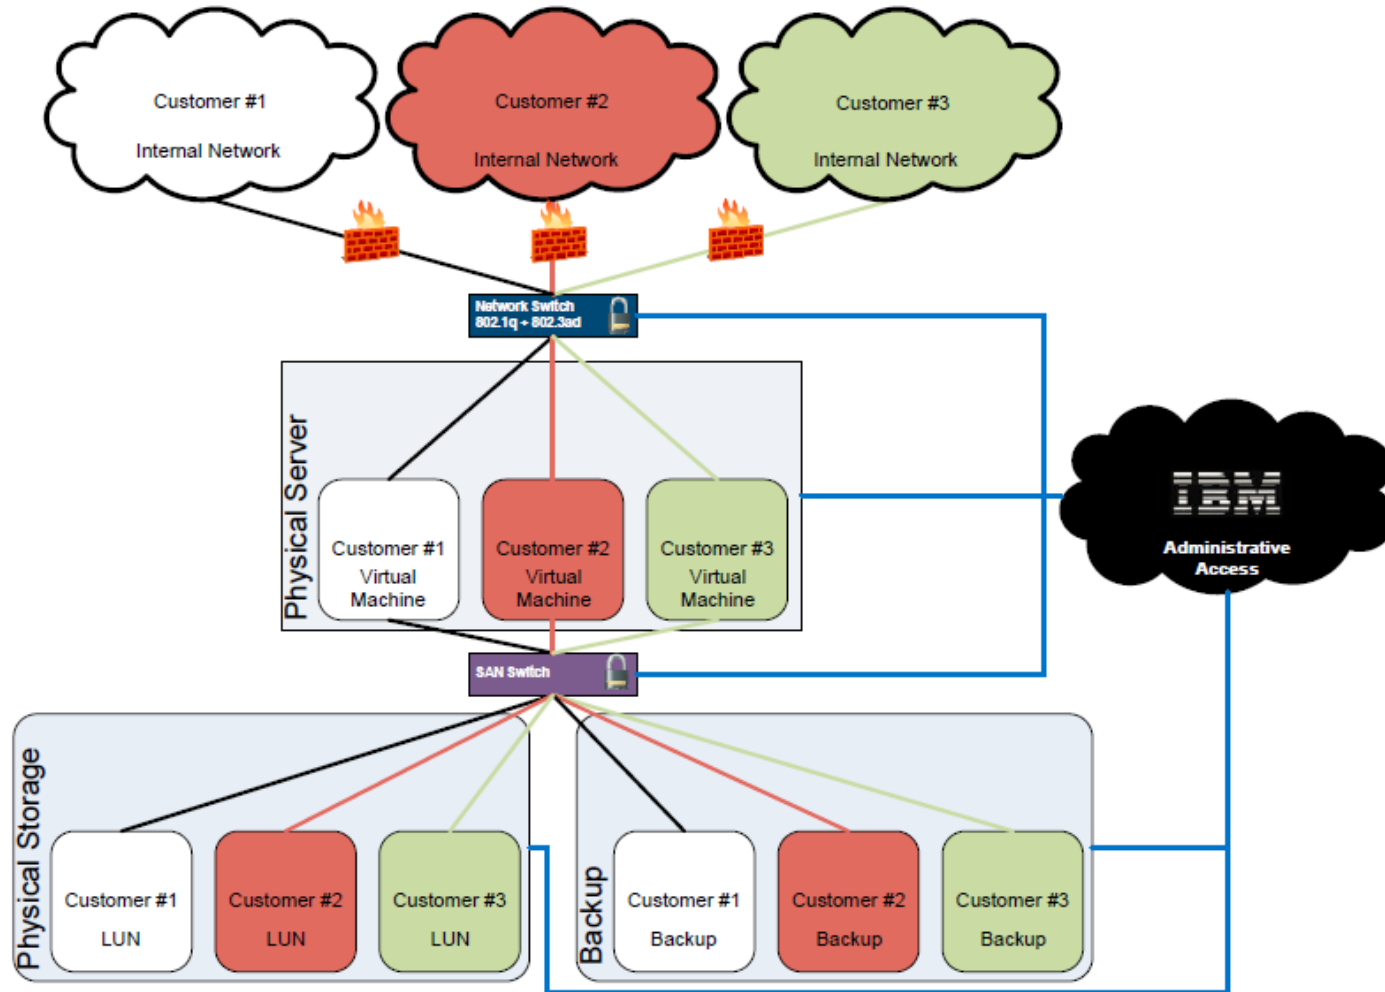 Customer #1
Internal Network
Customer #2
Internal Network
Customer #3
Internal Network
Network Switch
802.1q + 802.3ad
Physical Server
Customer #1
Virtual
Machine
Customer #2
Virtual
Machine
Customer #3
Virtual
Machine
IBM
Administrative
Access
SAN Switch
Physical Storage
Customer #1
LUN
Customer #2
LUN
Customer #3
LUN
Backup
Customer #1
Backup
Customer #2
Backup
Customer #3
Backup